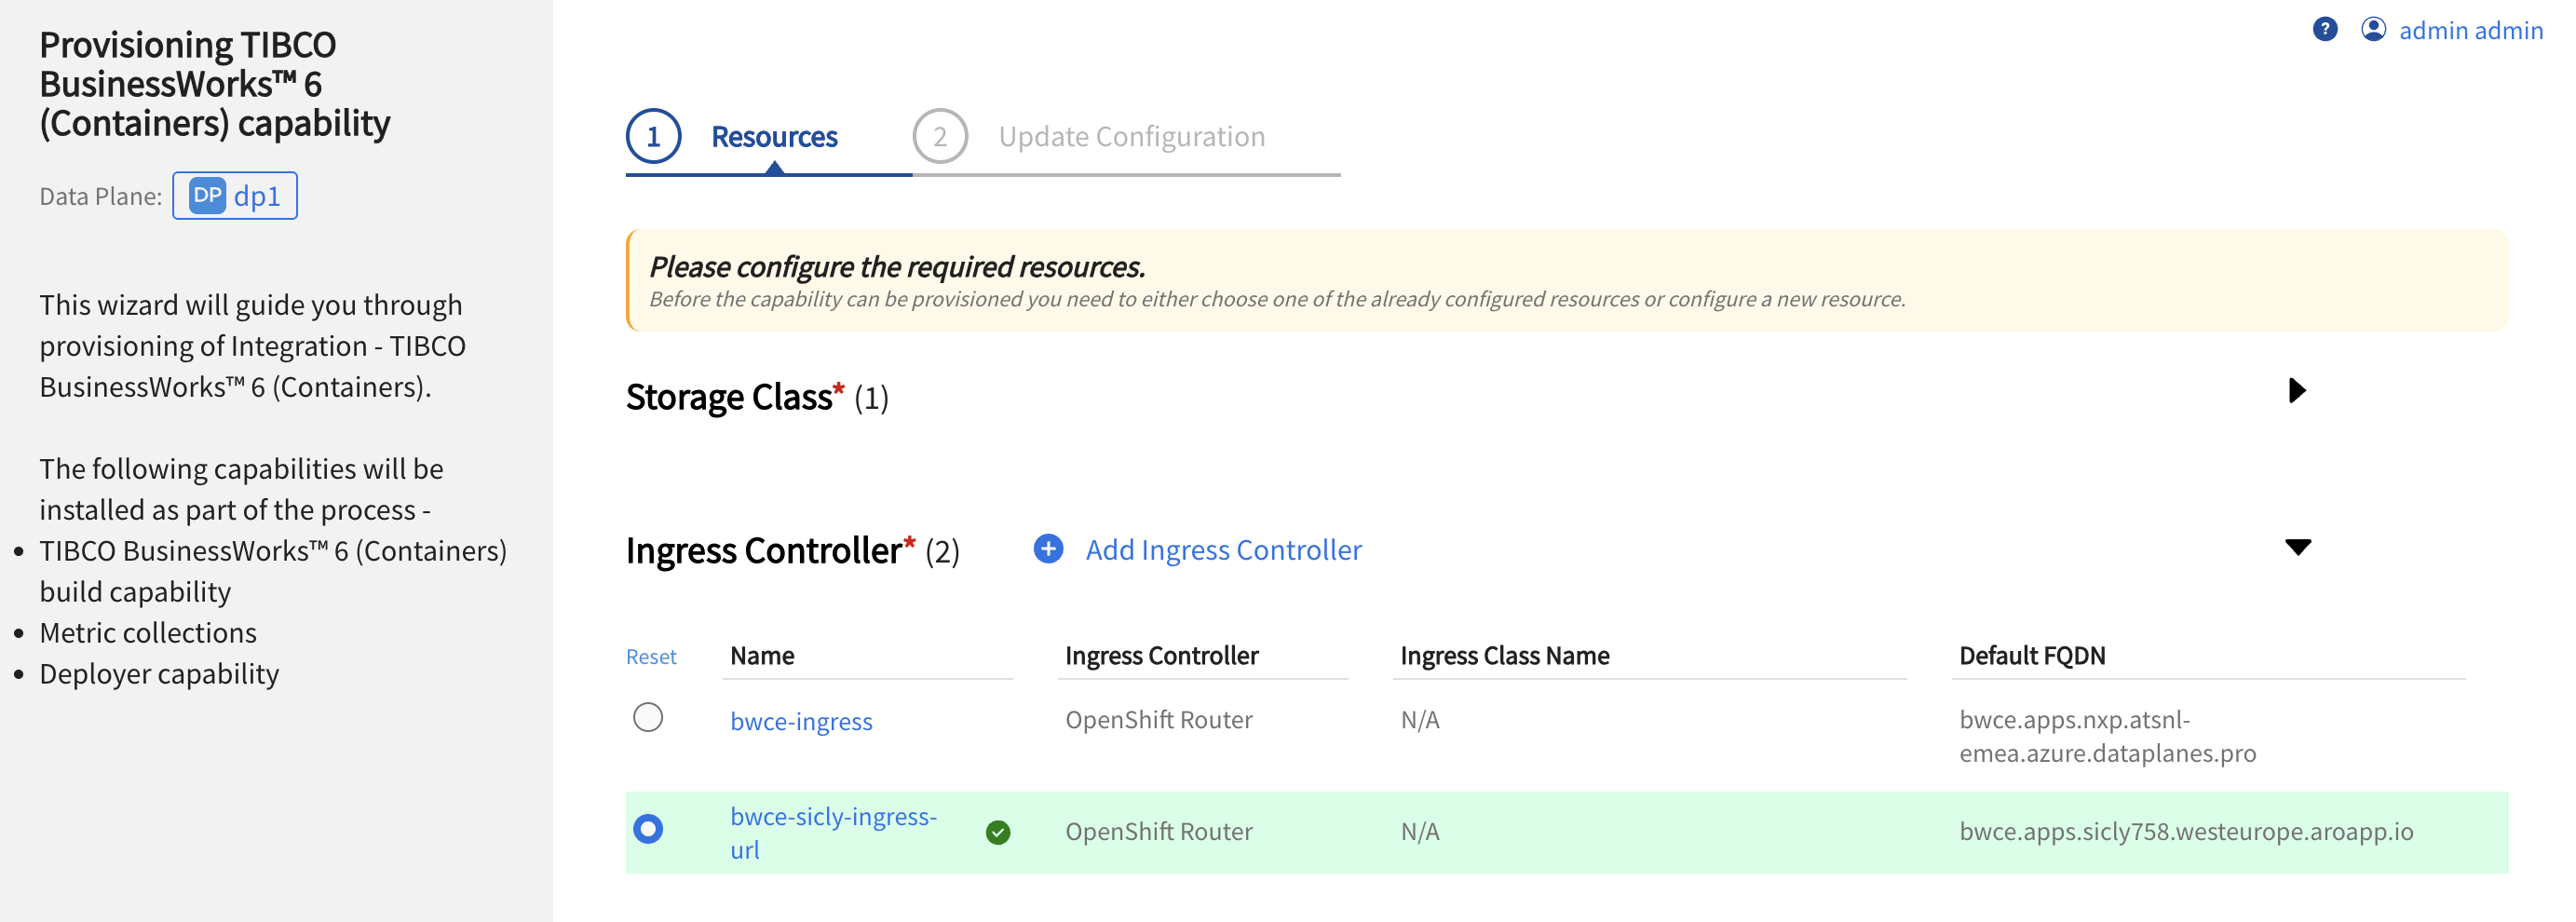 Provisioning TIBCO
BusinessWorks™ 6
(Containers) capability
Data Plane: DP dp1
This wizard will guide you through
provisioning of Integration - TIBCO
BusinessWorks™ 6 (Containers).
The following capabilities will be
installed as part of the process -
• TIBCO BusinessWorks™ 6 (Containers)
build capability
• Metric collections
• Deployer capability
? admin admin
1 Resources 2 Update Configuration
Please configure the required resources.
Before the capability can be provisioned you need to either choose one of the already configured resources or configure a new resource.
Storage Class* (1)
Ingress Controller* (2) + Add Ingress Controller
Reset Name Ingress Controller Ingress Class Name Default FQDN
bwce-ingress OpenShift Router N/A bwce.apps.nxp.atsnl-
emea.azure.dataplanes.pro
bwce-sicly-ingress-
url OpenShift Router N/A bwce.apps.sicly758.westeurope.aroapp.io